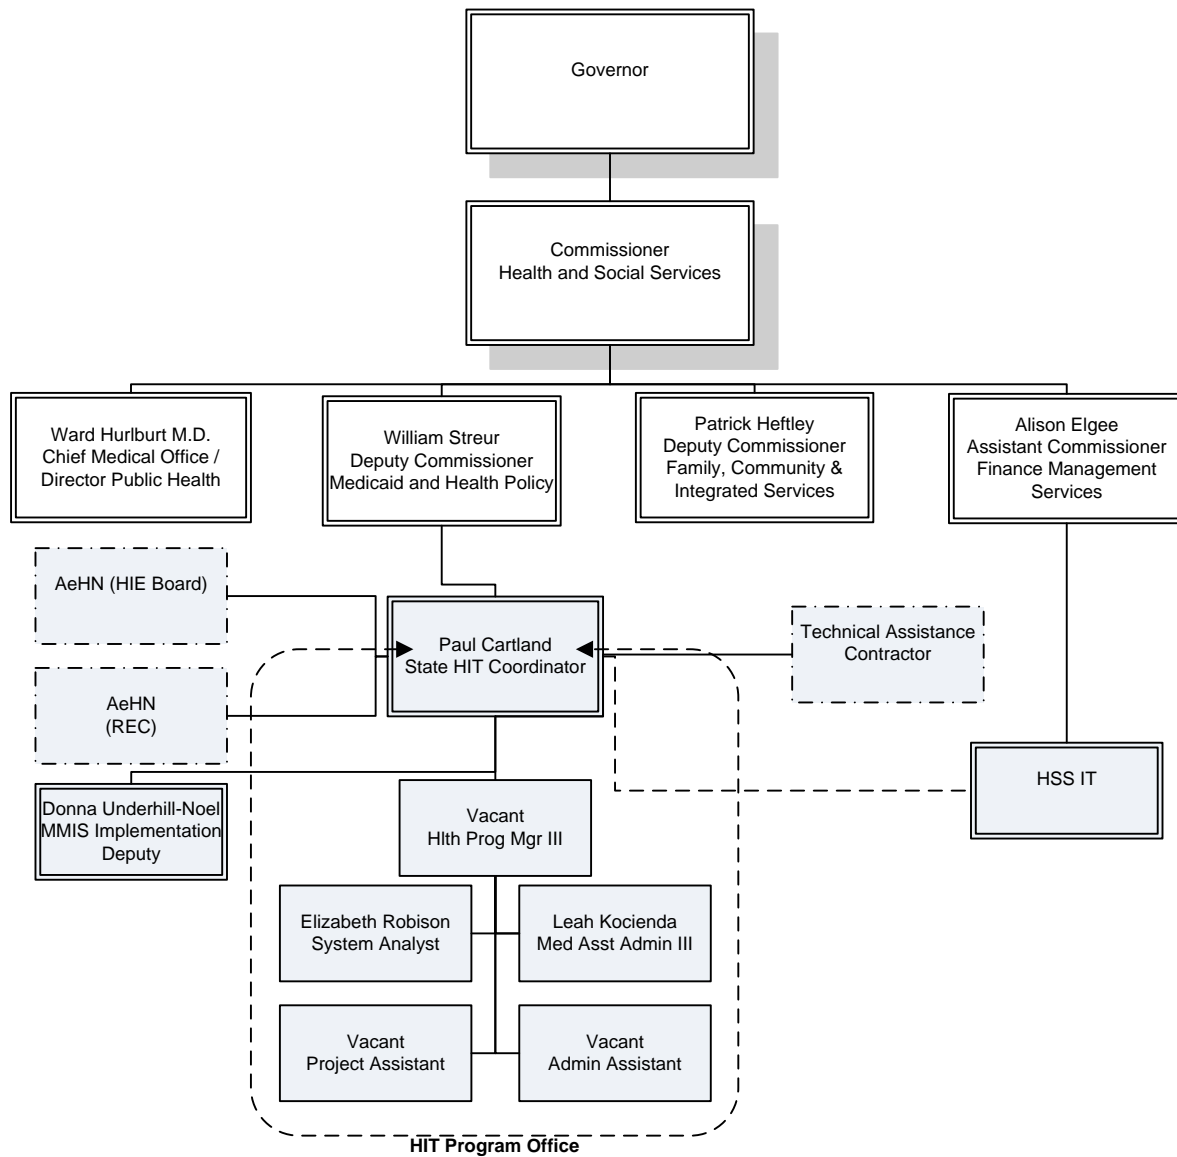 Governor
Commissioner
Health and Social Services
Ward Hurlburt M.D.
Chief Medical Office /
Director Public Health
William Streur
Deputy Commissioner
Medicaid and Health Policy
Patrick Heftley
Deputy Commissioner
Family, Community &
Integrated Services
Alison Elgee
Assistant Commissioner
Finance Management
Services
AeHN (HIE Board)
Paul Cartland
State HIT Coordinator
Technical Assistance
Contractor
AeHN
(REC)
HSS IT
Donna Underhill-Noel
MMIS Implementation
Deputy
Vacant
Hlth Prog Mgr III
Elizabeth Robison
System Analyst
Leah Kocienda
Med Asst Admin III
Vacant
Project Assistant
Vacant
Admin Assistant
HIT Program Office